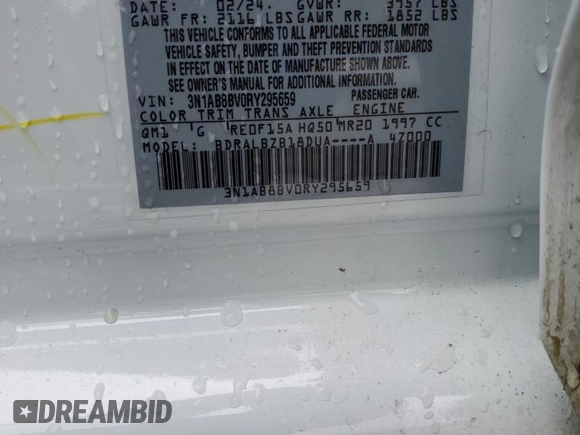 DATE: 02/24. GVWR: 3957 LBS
GAWR FR: 2116 LBS GAWR RR: 1852 LBS
THIS VEHICLE CONFORMS TO ALL APPLICABLE FEDERAL MOTOR
VEHICLE SAFETY, BUMPER AND THEFT PREVENTION STANDARDS
IN EFFECT ON THE DATE OF MANUFACTURE SHOWN ABOVE.
SEE OWNER'S MANUAL FOR ADDITIONAL INFORMATION.
VIN: 3N1AB8BV0RY295659 PASSENGER CAR.
COLOR TRIM TRANS AXLE ENGINE
QM1 G RE0F15A HQ50 MR20 1997 CC
MODEL: BDRALBZB18DUA----A 47000
3N1AB8BV0RY295659
DREAMBID